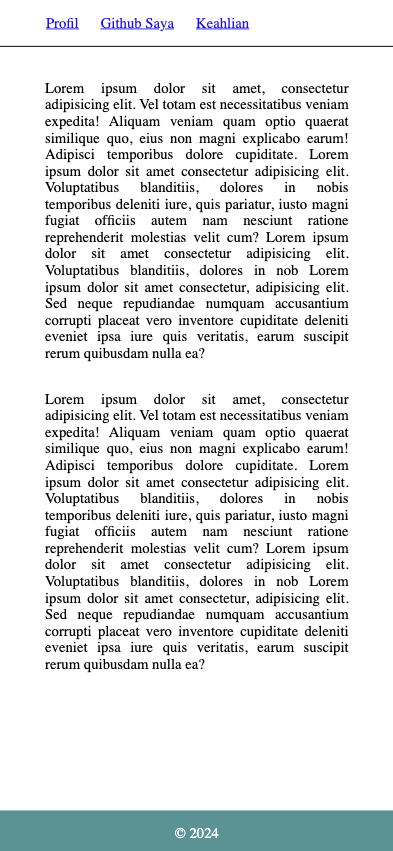 Profil Github Saya Keahlian
Lorem ipsum dolor sit amet, consectetur
adipisicing elit. Vel totam est necessitatibus veniam
expedita! Aliquam veniam quam optio quaerat
similique quo, eius non magni explicabo earum!
Adipisci temporibus dolore cupiditate. Lorem
ipsum dolor sit amet consectetur adipisicing elit.
Voluptatibus blanditiis, dolores in nobis
temporibus deleniti iure, quis pariatur, iusto magni
fugiat officiis autem nam nesciunt ratione
reprehenderit molestias velit cum? Lorem ipsum
dolor sit amet consectetur adipisicing elit.
Voluptatibus blanditiis, dolores in nob Lorem
ipsum dolor sit amet consectetur, adipisicing elit.
Sed neque repudiandae numquam accusantium
corrupti placeat vero inventore cupiditate deleniti
eveniet ipsa iure quis veritatis, earum suscipit
rerum quibusdam nulla ea?
Lorem ipsum dolor sit amet, consectetur
adipisicing elit. Vel totam est necessitatibus veniam
expedita! Aliquam veniam quam optio quaerat
similique quo, eius non magni explicabo earum!
Adipisci temporibus dolore cupiditate. Lorem
ipsum dolor sit amet consectetur adipisicing elit.
Voluptatibus blanditiis, dolores in nobis
temporibus deleniti iure, quis pariatur, iusto magni
fugiat officiis autem nam nesciunt ratione
reprehenderit molestias velit cum? Lorem ipsum
dolor sit amet consectetur adipisicing elit.
Voluptatibus blanditiis, dolores in nob Lorem
ipsum dolor sit amet consectetur, adipisicing elit.
Sed neque repudiandae numquam accusantium
corrupti placeat vero inventore cupiditate deleniti
eveniet ipsa iure quis veritatis, earum suscipit
rerum quibusdam nulla ea?
© 2024